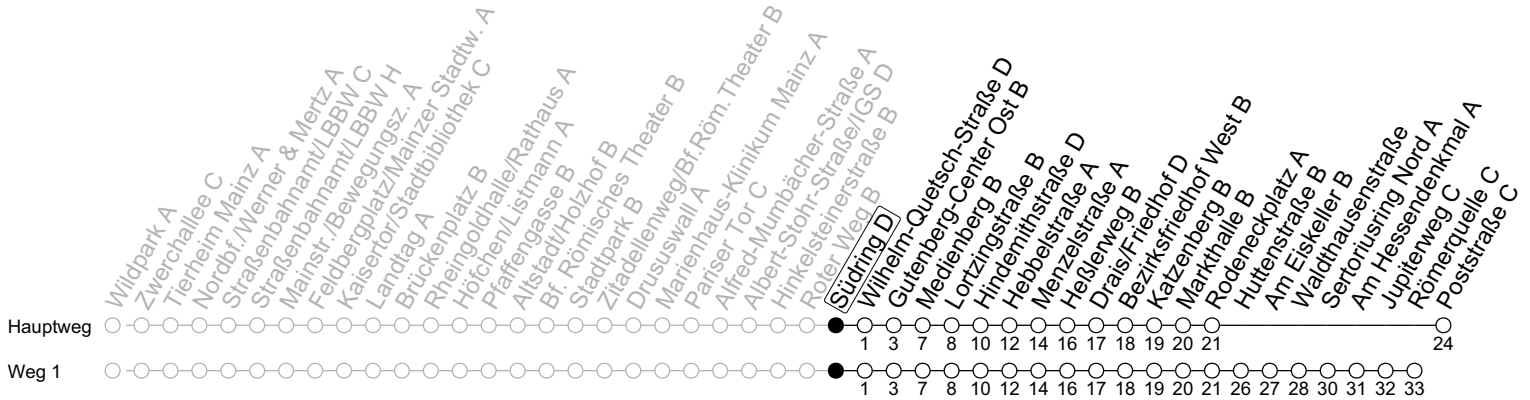 Wildpark A
Zwerchallee C
Tierheim Mainz A
Nordbf./Werner & Mertz A
Straßenbahnamt/LBBW C
Straßenbahnamt/LBBW H
Mainstr./Bewegungsz. A
Feldbergplatz/Mainzer Stadtw. A
Kaisertor/Stadtbibliothek C
Landtag A
Brückenplatz B
Rheingoldhalle/Rathaus A
Höfchen/Listmann A
Pfaffengasse B
Altstadt/Holzhof B
Bf. Römisches Theater B
Stadtpark B
Zitadellenweg/Bf.Röm.Theater B
Drususwall A
Marienhaus-Klinikum Mainz A
Pariser Tor C
Alfred-Mumbächer-Straße A
Albert-Stohr-Straße/IGS D
Hinkelsteinerstraße B
Roter Weg B
Südring D
Wilhelm-Quetsch-Straße D
Gutenberg-Center Ost B
Medienberg B
Lortzingstraße B
Hindemithstraße D
Hebbelstraße A
Menzelstraße A
Heßlerweg B
Drais/Friedhof D
Bezirksfriedhof West B
Katzenberg B
Markthalle B
Rodeneckplatz A
Huttenstraße B
Am Eiskeller B
Waldthausenstraße
Sertoriusring Nord A
Am Hessendenkmal A
Jupiterweg C
Römerquelle C
Poststraße C
Hauptweg
1 3 7 8 10 12 14 16 17 18 19 20 21 24
Weg 1
1 3 7 8 10 12 14 16 17 18 19 20 21 26 27 28 30 31 32 33